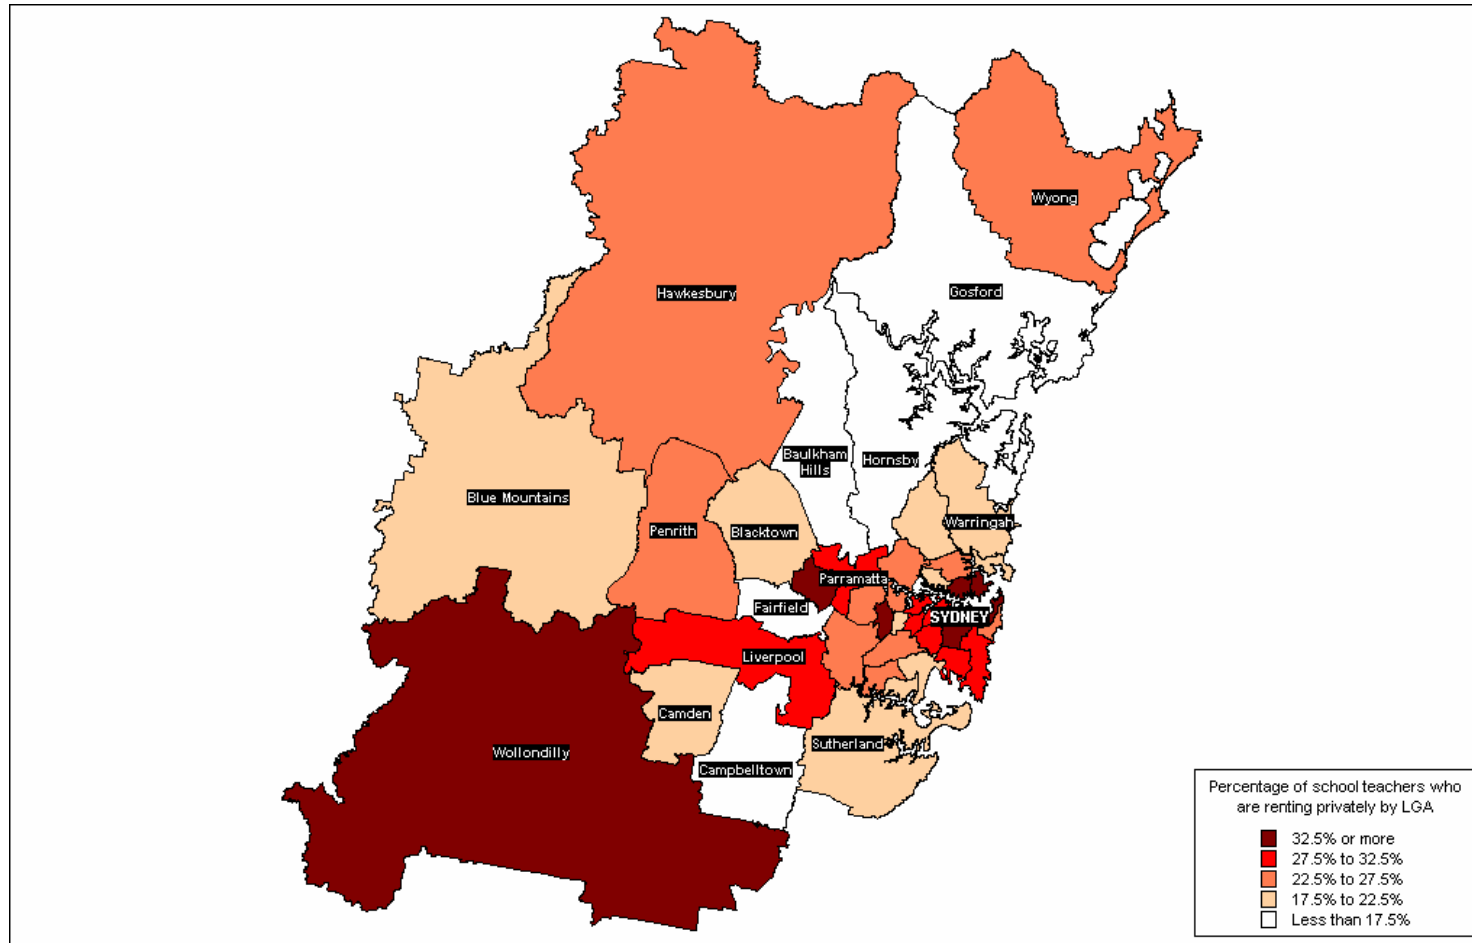 Wyong
Hawkesbury
Gosford
Baulkham
Hills
Hornsby
Blue Mountains
Penrith
Blacktown
Warringah
Parramatta
Fairfield
SYDNEY
Liverpool
Camden
Sutherland
Wollondilly
Campbelltown
Percentage of school teachers who
are renting privately by LGA
32.5% or more
27.5% to 32.5%
22.5% to 27.5%
17.5% to 22.5%
Less than 17.5%